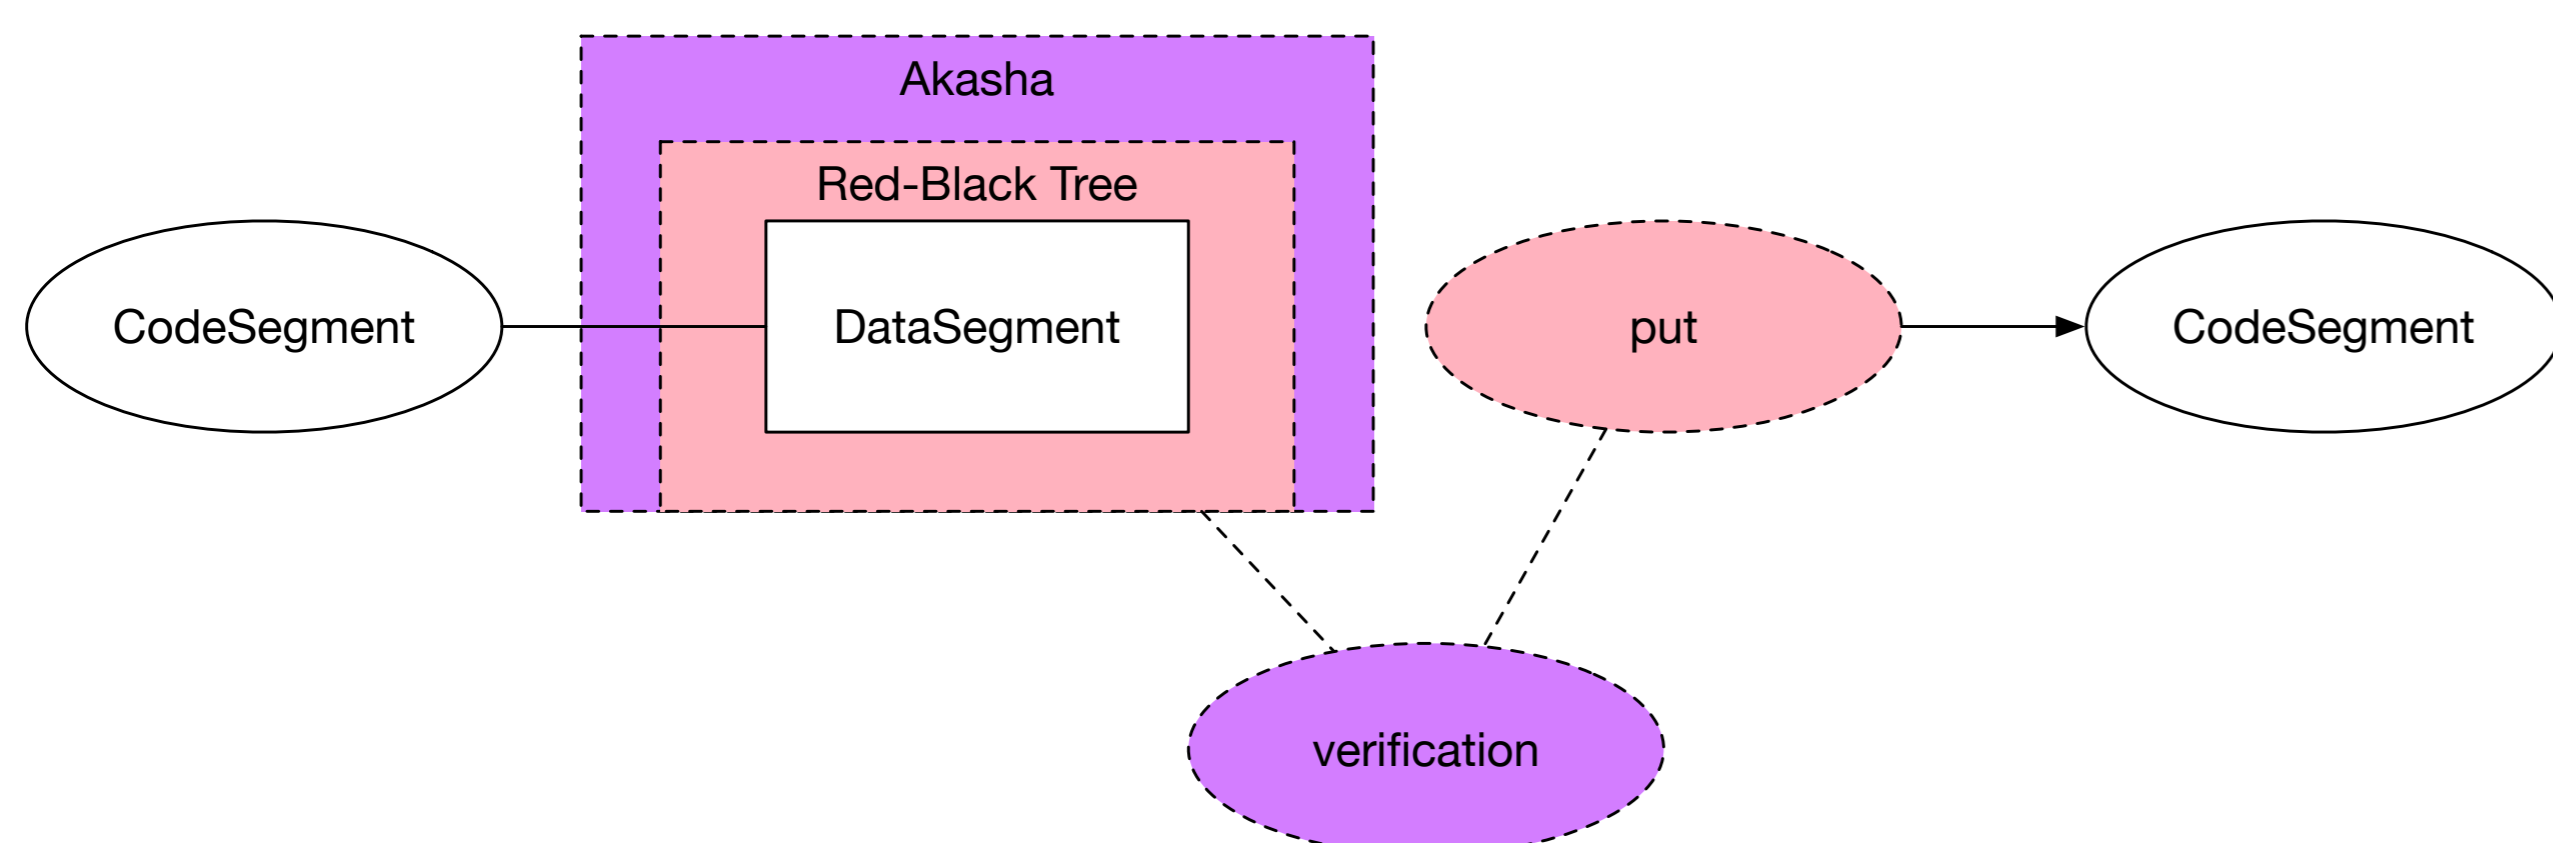 Akasha
Red-Black Tree
CodeSegment
DataSegment
put
CodeSegment
verification